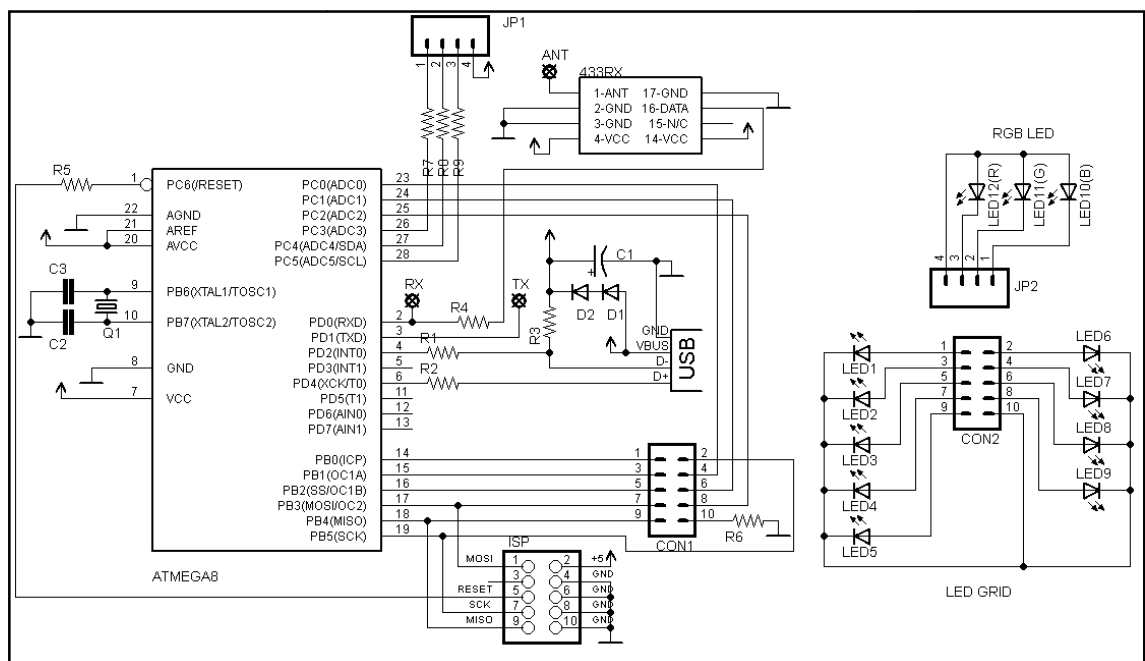 JP1
1 2 3 4
ANT
433RX
1-ANT 17-GND
2-GND 16-DATA
3-GND 15-N/C
4-VCC 14-VCC
R7 R8 R9
RGB LED
LED12(R) LED11(G) LED10(B)
4 3 2 1
JP2
R5
1 PC6(/RESET)
22 AGND
21 AREF
20 AVCC
C3
9 PB6(XTAL1/TOSC1)
10 PB7(XTAL2/TOSC2)
C2
Q1
8 GND
7 VCC
PC0(ADC0) 23
PC1(ADC1) 24
PC2(ADC2) 25
PC3(ADC3) 26
PC4(ADC4/SDA) 27
PC5(ADC5/SCL) 28
PD0(RXD) 2
PD1(TXD) 3
PD2(INT0) 4
PD3(INT1) 5
PD4(XCK/T0) 6
PD5(T1) 11
PD6(AIN0) 12
PD7(AIN1) 13
PB0(ICP) 14
PB1(OC1A) 15
PB2(SS/OC1B) 16
PB3(MOSI/OC2) 17
PB4(MISO) 18
PB5(SCK) 19
ATMEGA8
RX
TX
R4
R1
R2
R3
C1
+
D2 D1
GND
VBUS
D-
D+
USB
1 2
3 4
5 6
7 8
9 10
CON1
R6
ISP
MOSI 1 2 +5
3 4 GND
RESET 5 6 GND
SCK 7 8 GND
MISO 9 10 GND
1 2
3 4
5 6
7 8
9 10
CON2
LED1
LED2
LED3
LED4
LED5
LED6
LED7
LED8
LED9
LED GRID